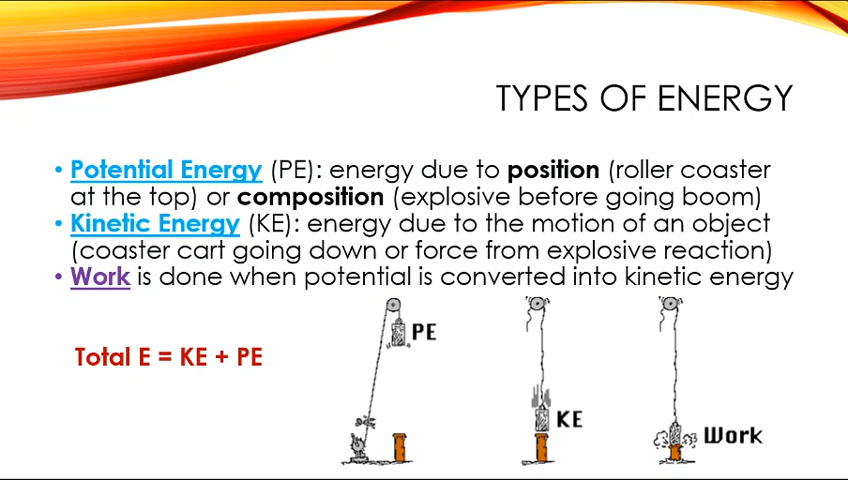 TYPES OF ENERGY
• Potential Energy (PE): energy due to position (roller coaster
at the top) or composition (explosive before going boom)
• Kinetic Energy (KE): energy due to the motion of an object
(coaster cart going down or force from explosive reaction)
• Work is done when potential is converted into kinetic energy
Total E = KE + PE
PE
KE
Work